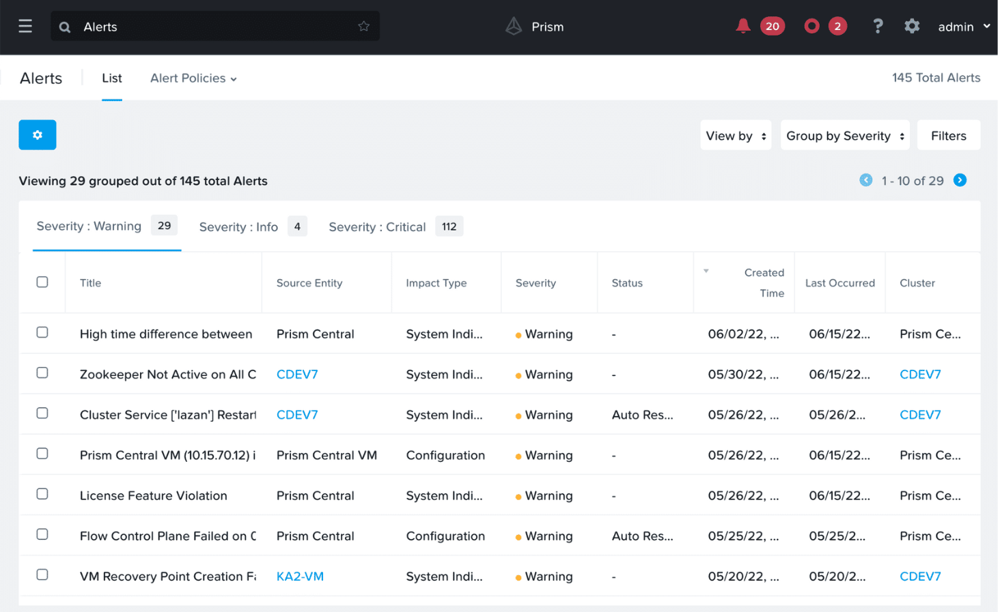 Alerts
Prism
20
2
?
admin
Alerts
List
Alert Policies
145 Total Alerts
View by
Group by Severity
Filters
Viewing 29 grouped out of 145 total Alerts
1 - 10 of 29
Severity : Warning 29
Severity : Info 4
Severity : Critical 112
Title Source Entity Impact Type Severity Status Created Time Last Occurred Cluster
High time difference between Prism Central System Indi... Warning - 06/02/22, ... 06/15/22... Prism Ce...
Zookeeper Not Active on All C CDEV7 System Indi... Warning - 05/30/22, ... 06/15/22... CDEV7
Cluster Service ['lazan'] Restart CDEV7 System Indi... Warning Auto Res... 05/26/22, ... 05/26/2... CDEV7
Prism Central VM (10.15.70.12) i Prism Central VM Configuration Warning - 05/26/22, ... 06/15/22... Prism Ce...
License Feature Violation Prism Central System Indi... Warning - 05/26/22, ... 06/15/22... Prism Ce...
Flow Control Plane Failed on Prism Central Configuration Warning Auto Res... 05/25/22, ... 05/25/2... Prism Ce...
VM Recovery Point Creation KA2-VM System Indi... Warning - 05/20/22, ... 05/20/2... CDEV7